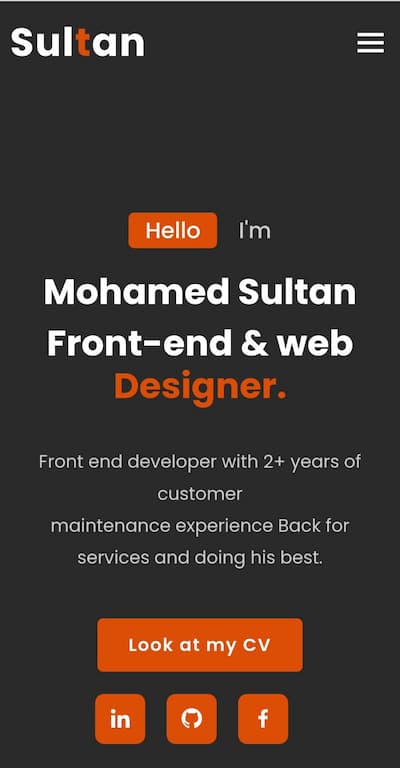 Sultan
Hello I'm
Mohamed Sultan
Front-end & web
Designer.
Front end developer with 2+ years of
customer
maintenance experience Back for
services and doing his best.
Look at my CV
in f